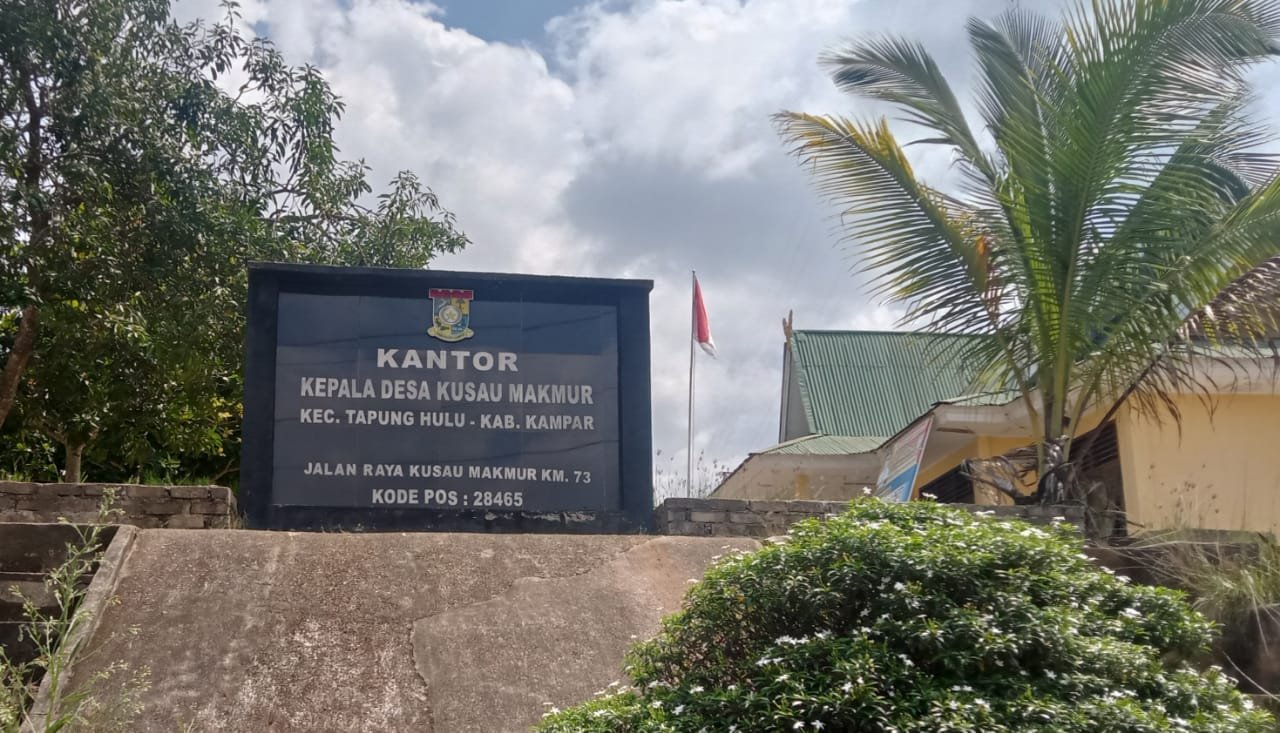 KANTOR
KEPALA DESA KUSAU MAKMUR
KEC. TAPUNG HULU - KAB. KAMPAR
JALAN RAYA KUSAU MAKMUR KM. 73
KODE POS : 28465